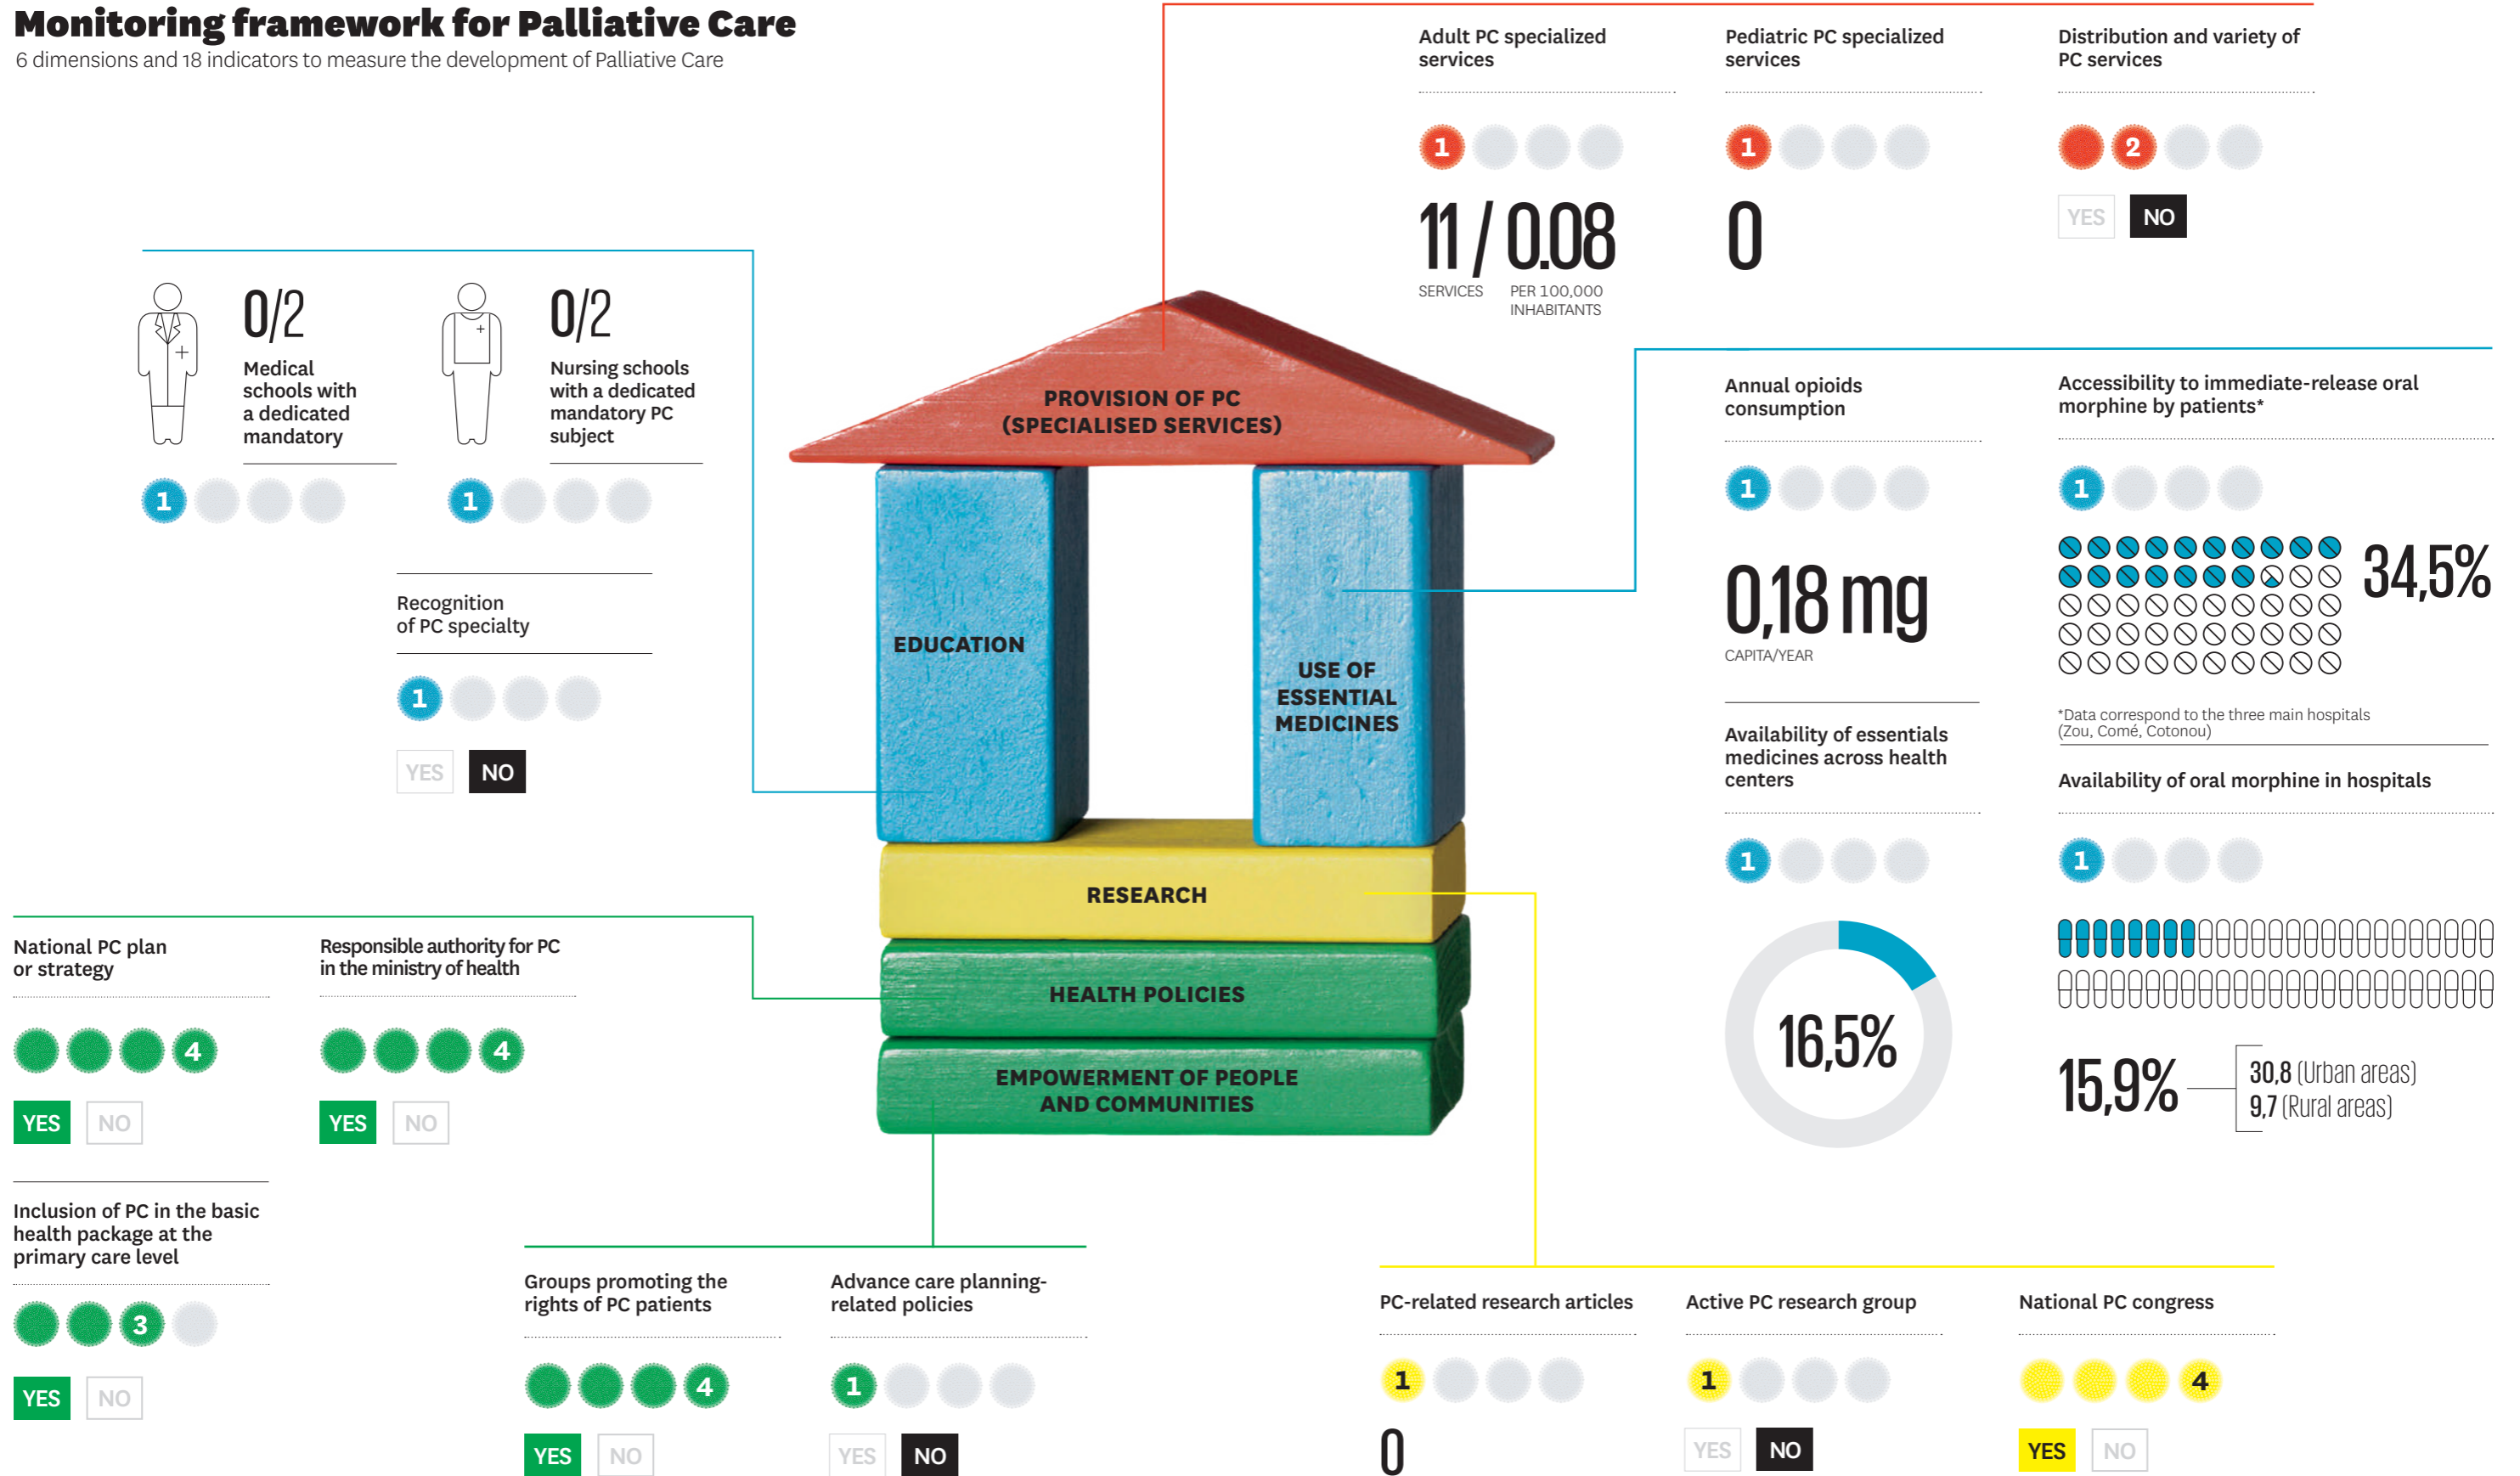 Monitoring framework for Palliative Care
6 dimensions and 18 indicators to measure the development of Palliative Care
Adult PC specialized
services
1
11 / 0.08
SERVICES
PER 100,000
INHABITANTS
Pediatric PC specialized
services
1
0
Distribution and variety of
PC services
2
YES NO
0/2
Medical
schools with
a dedicated
mandatory
1
0/2
Nursing schools
with a dedicated
mandatory PC
subject
1
Recognition
of PC specialty
1
YES NO
PROVISION OF PC
(SPECIALISED SERVICES)
EDUCATION
USE OF
ESSENTIAL
MEDICINES
RESEARCH
HEALTH POLICIES
EMPOWERMENT OF PEOPLE
AND COMMUNITIES
Annual opioids
consumption
1
0,18 mg
CAPITA/YEAR
Accessibility to immediate-release oral
morphine by patients*
1
34,5%
*Data correspond to the three main hospitals
(Zou, Comé, Cotonou)
Availability of essentials
medicines across health
centers
1
16,5%
Availability of oral morphine in hospitals
1
15,9%
30,8 (Urban areas)
9,7 (Rural areas)
National PC plan
or strategy
4
YES NO
Responsible authority for PC
in the ministry of health
4
YES NO
Inclusion of PC in the basic
health package at the
primary care level
3
YES NO
Groups promoting the
rights of PC patients
4
YES NO
Advance care planning-
related policies
1
YES NO
PC-related research articles
1
0
Active PC research group
1
YES NO
National PC congress
4
YES NO